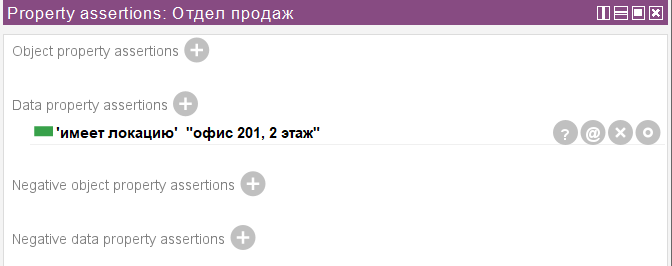 Property assertions: Отдел продаж
Object property assertions
Data property assertions
'имеет локацию' "офис 201, 2 этаж"
Negative object property assertions
Negative data property assertions